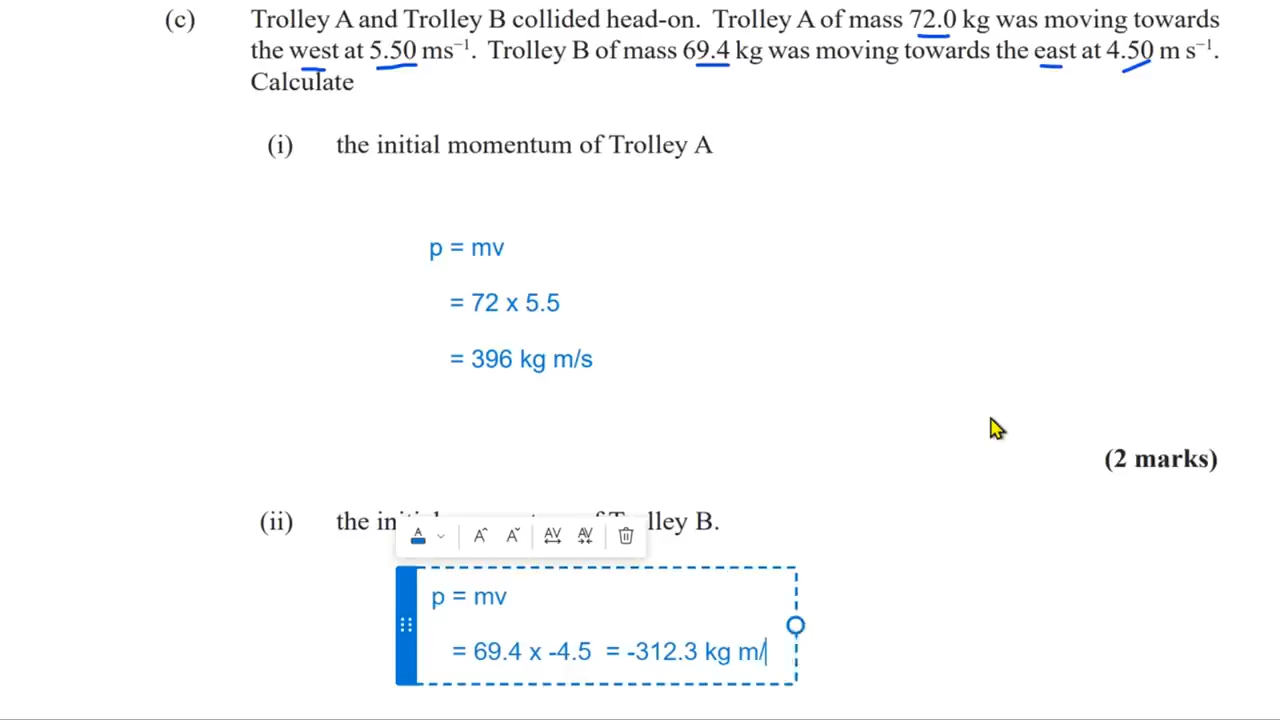 (c) Trolley A and Trolley B collided head-on. Trolley A of mass 72.0 kg was moving towards
the west at 5.50 ms⁻¹. Trolley B of mass 69.4 kg was moving towards the east at 4.50 m s⁻¹.
Calculate
(i) the initial momentum of Trolley A
p = mv
= 72 x 5.5
= 396 kg m/s
(2 marks)
(ii) the lley B.
A A A AV AV
p = mv
= 69.4 x -4.5 = -312.3 kg m/